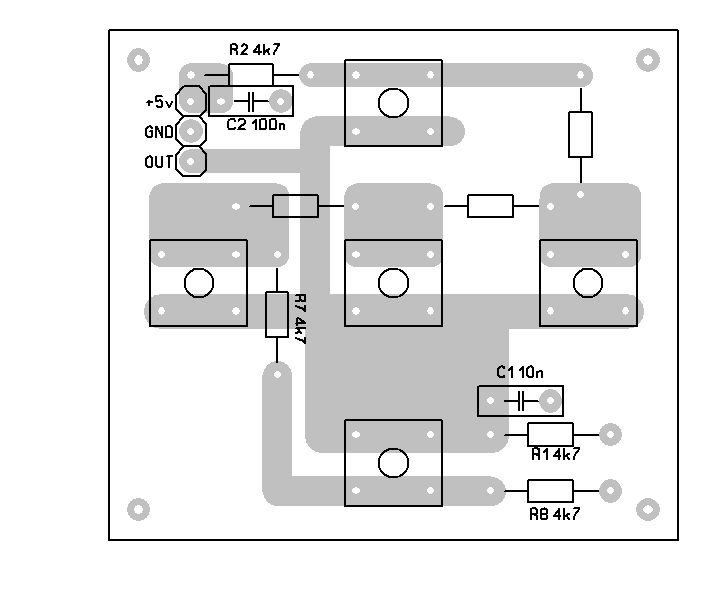 R2 4k7
+5v
C2 100n
GND
OUT
R7 4k7
C1 10n
R1 4k7
R8 4k7